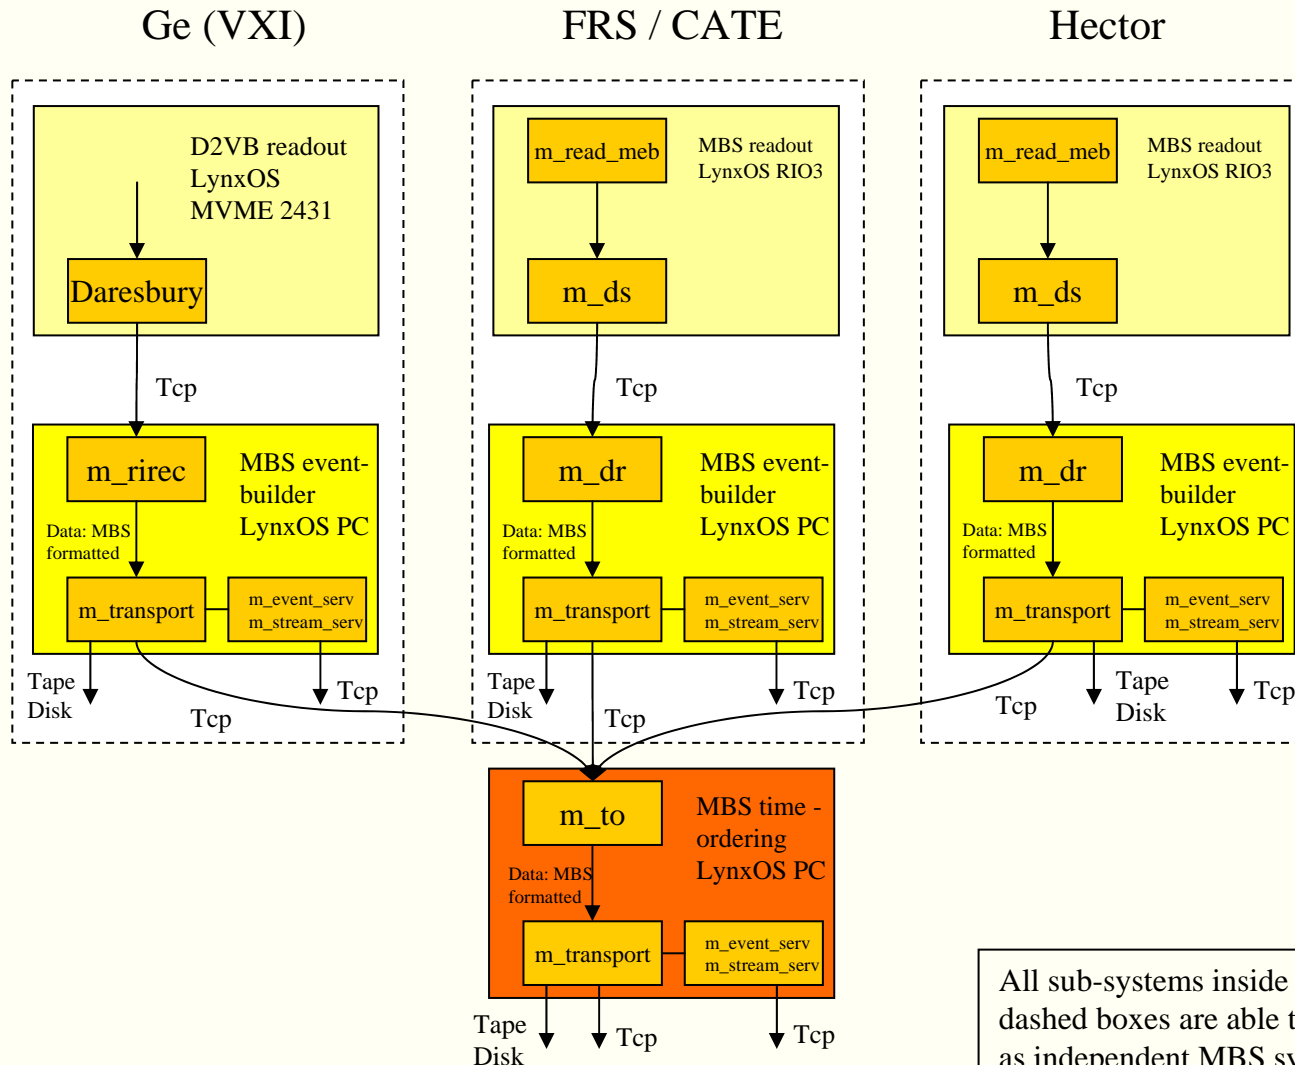 Ge (VXI)
FRS / CATE
Hector
D2VB readout
LynxOS
MVME 2431
Daresbury
Tcp
m_rirec
MBS event-
builder
LynxOS PC
Data: MBS
formatted
m_transport
m_event_serv
m_stream_serv
Tape
Disk
Tcp
Tcp
m_read_meb
MBS readout
LynxOS RIO3
m_ds
Tcp
m_dr
MBS event-
builder
LynxOS PC
Data: MBS
formatted
m_transport
m_event_serv
m_stream_serv
Tape
Disk
Tcp
Tcp
m_read_meb
MBS readout
LynxOS RIO3
m_ds
Tcp
m_dr
MBS event-
builder
LynxOS PC
Data: MBS
formatted
m_transport
m_event_serv
m_stream_serv
Tcp
Tape
Disk
Tcp
m_to
MBS time -
ordering
LynxOS PC
Data: MBS
formatted
m_transport
m_event_serv
m_stream_serv
Tape
Disk
Tcp
Tcp
All sub-systems inside
dashed boxes are able
as independent MBS